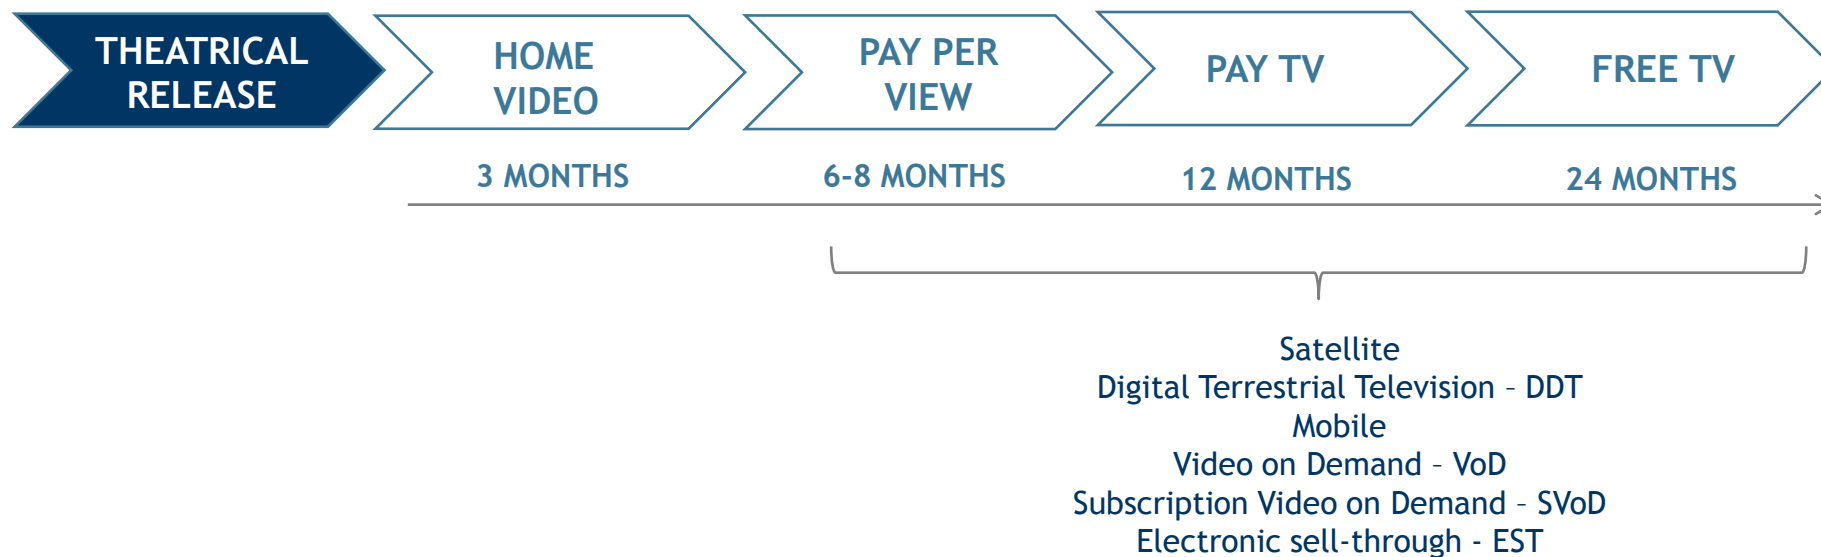 THEATRICAL
RELEASE
HOME
VIDEO
PAY PER
VIEW
PAY TV
FREE TV
3 MONTHS
6-8 MONTHS
12 MONTHS
24 MONTHS
Satellite
Digital Terrestrial Television – DDT
Mobile
Video on Demand – VoD
Subscription Video on Demand – SVoD
Electronic sell-through - EST